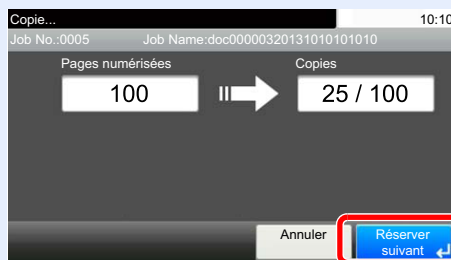 Copie... 10:10
Job No.:0005 Job Name:doc00000320131010101010
Pages numérisées Copies
100 25 / 100
Annuler Réserver
suivant